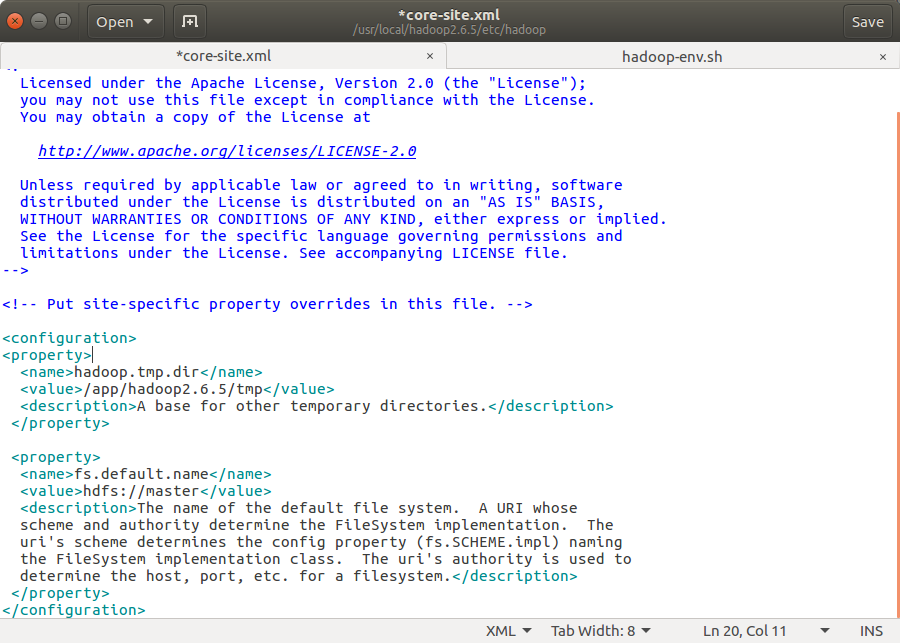 Open
*core-site.xml
/usr/local/hadoop2.6.5/etc/hadoop
Save
*core-site.xml ×
hadoop-env.sh ×
Licensed under the Apache License, Version 2.0 (the "License");
you may not use this file except in compliance with the License.
You may obtain a copy of the License at
http://www.apache.org/licenses/LICENSE-2.0
Unless required by applicable law or agreed to in writing, software
distributed under the License is distributed on an "AS IS" BASIS,
WITHOUT WARRANTIES OR CONDITIONS OF ANY KIND, either express or implied.
See the License for the specific language governing permissions and
limitations under the License. See accompanying LICENSE file.
-->
<!-- Put site-specific property overrides in this file. -->
<configuration>
<property>
<name>hadoop.tmp.dir</name>
<value>/app/hadoop2.6.5/tmp</value>
<description>A base for other temporary directories.</description>
</property>
<property>
<name>fs.default.name</name>
<value>hdfs://master</value>
<description>The name of the default file system.  A URI whose
scheme and authority determine the FileSystem implementation.  The
uri's scheme determines the config property (fs.SCHEME.impl) naming
the FileSystem implementation class.  The uri's authority is used to
determine the host, port, etc. for a filesystem.</description>
</property>
</configuration>
XML Tab Width: 8 Ln 20, Col 11 INS